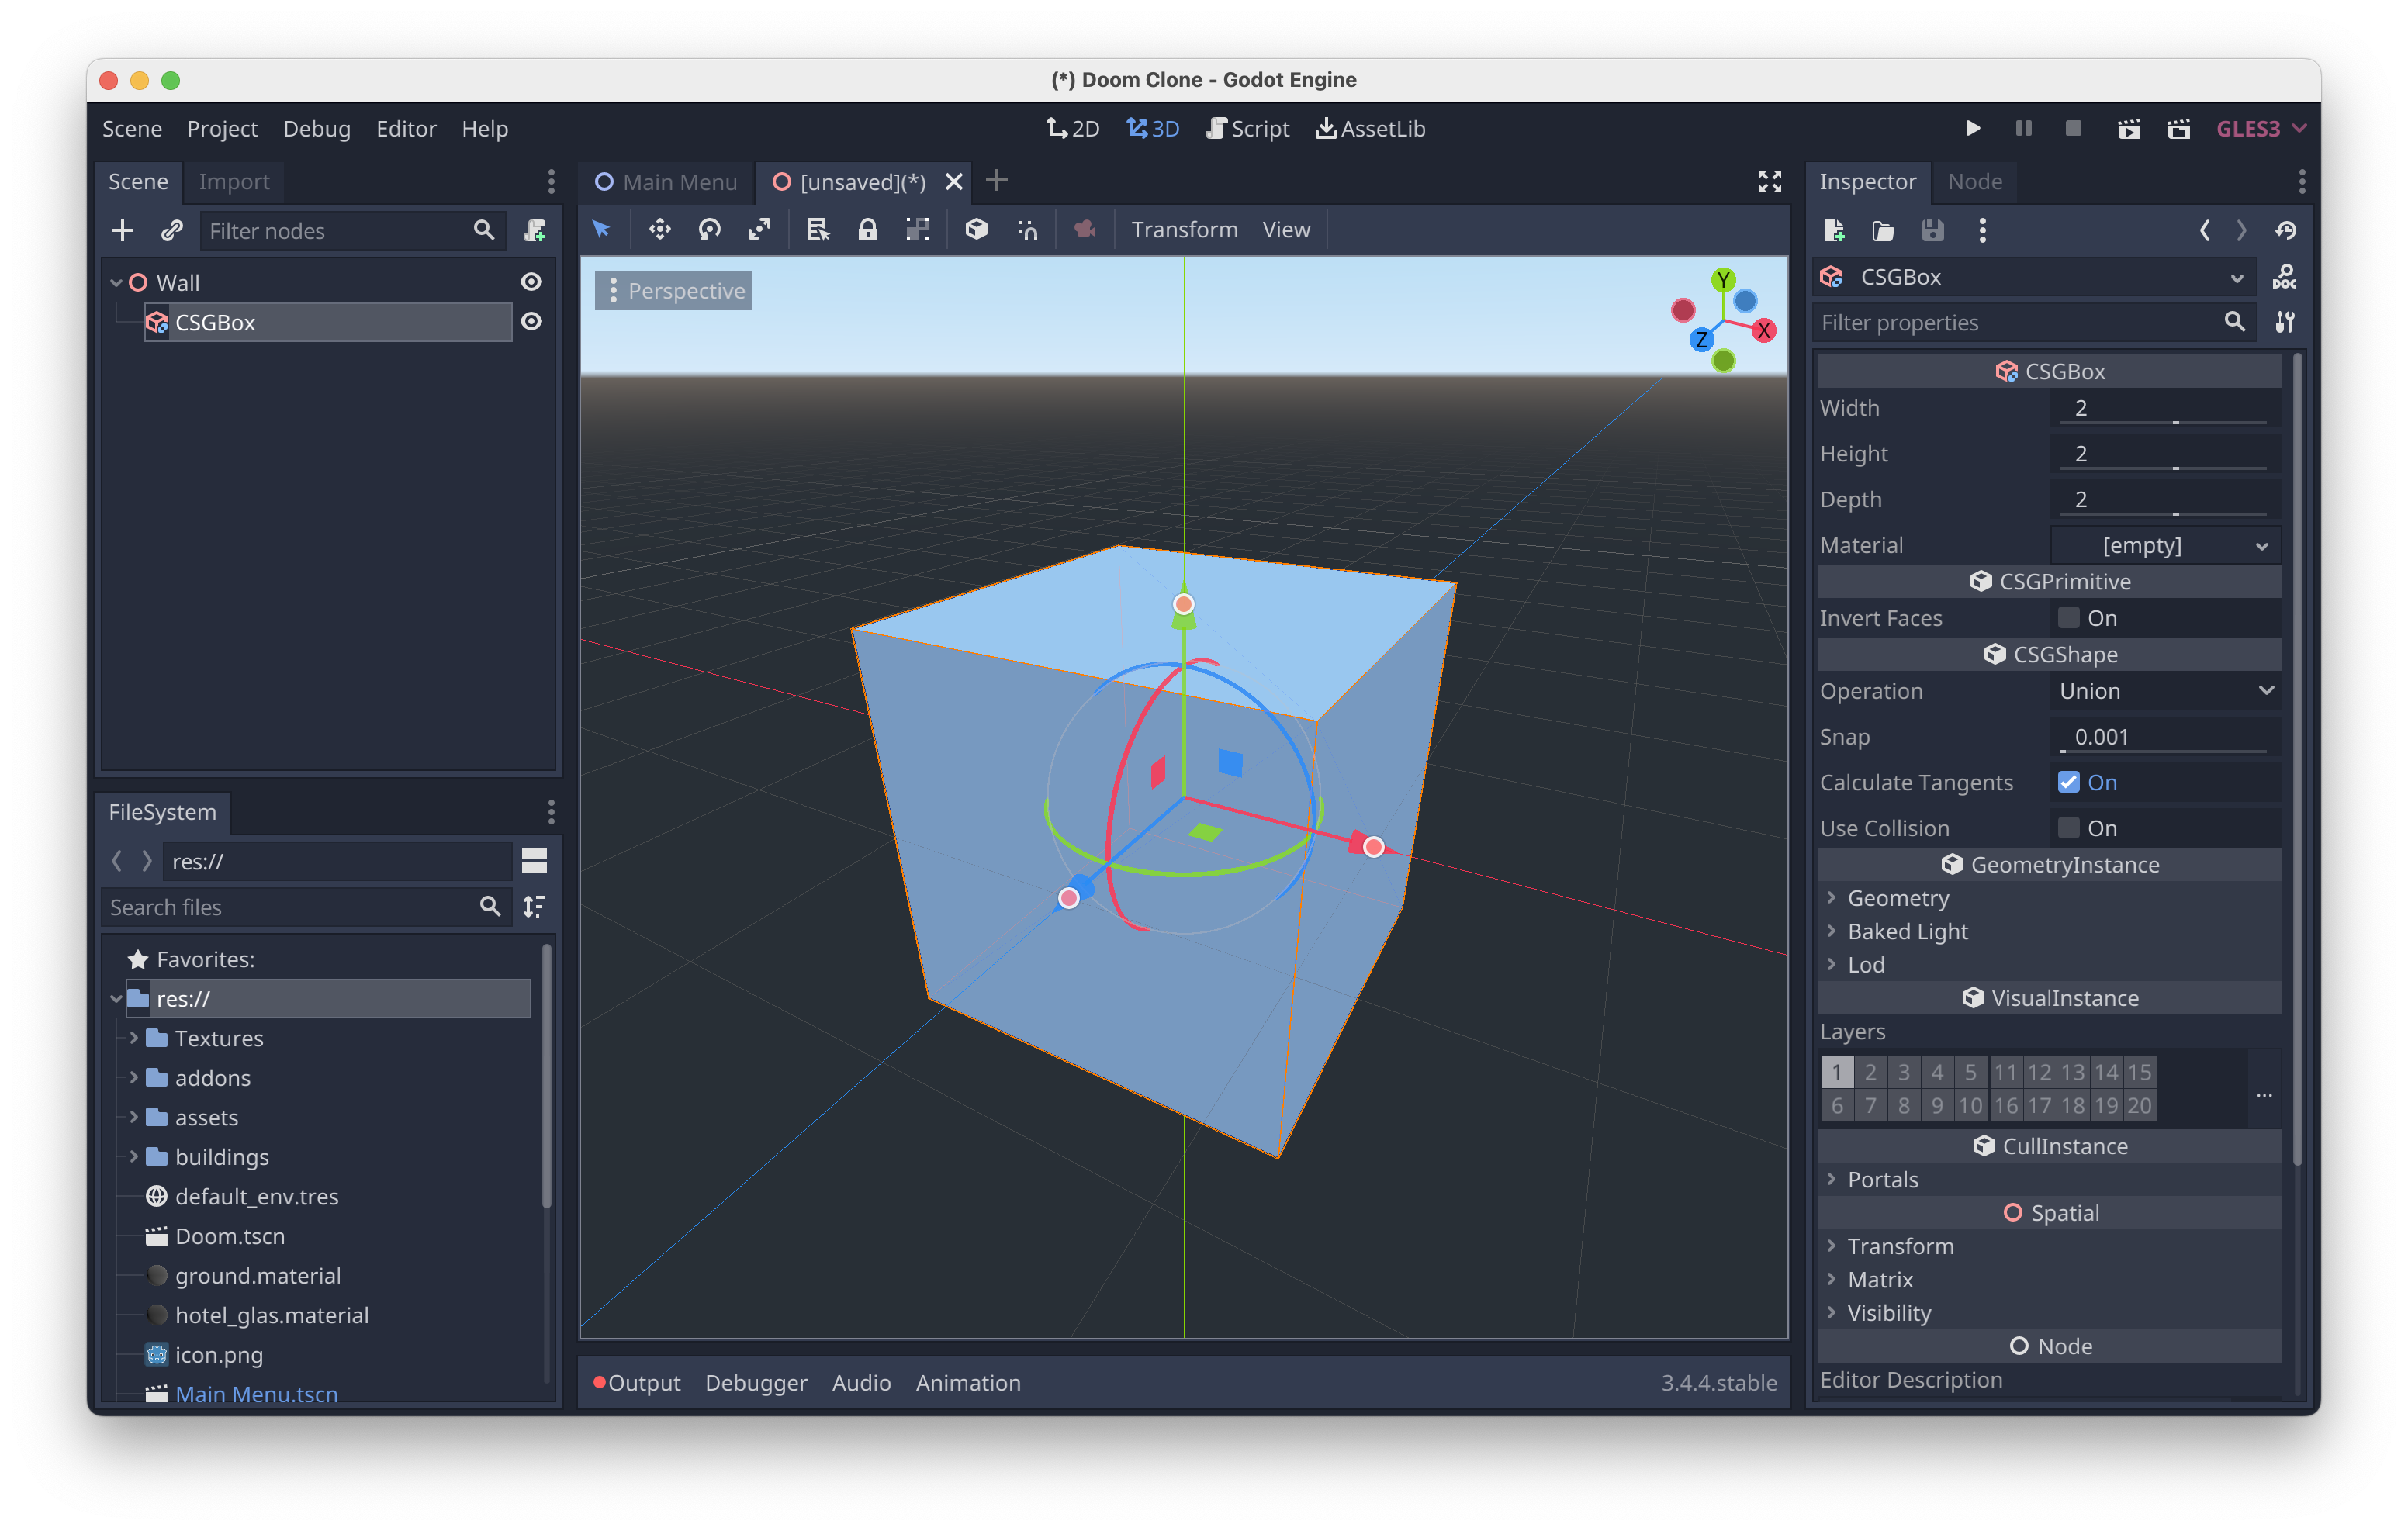 (*) Doom Clone - Godot Engine
Scene Project Debug Editor Help
2D 3D Script AssetLib
GLES3
Scene Import
Filter nodes
Wall
CSGBox
FileSystem
res://
Search files
Favorites:
res://
Textures
addons
assets
buildings
default_env.tres
Doom.tscn
ground.material
hotel_glas.material
icon.png
Main Menu.tscn
Main Menu [unsaved](*)
Transform View
Perspective
Y
X
Z
Output Debugger Audio Animation 3.4.4.stable
Inspector Node
CSGBox
DOC
Filter properties
CSGBox
Width 2
Height 2
Depth 2
Material [empty]
CSGPrimitive
Invert Faces On
CSGShape
Operation Union
Snap 0.001
Calculate Tangents On
Use Collision On
GeometryInstance
Geometry
Baked Light
Lod
VisualInstance
Layers
1 2 3 4 5 11 12 13 14 15
6 7 8 9 10 16 17 18 19 20
...
CullInstance
Portals
Spatial
Transform
Matrix
Visibility
Node
Editor Description